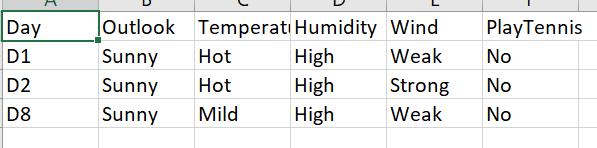 A B C D E F
Day Outlook Temperatu Humidity Wind PlayTennis
D1 Sunny Hot High Weak No
D2 Sunny Hot High Strong No
D8 Sunny Mild High Weak No